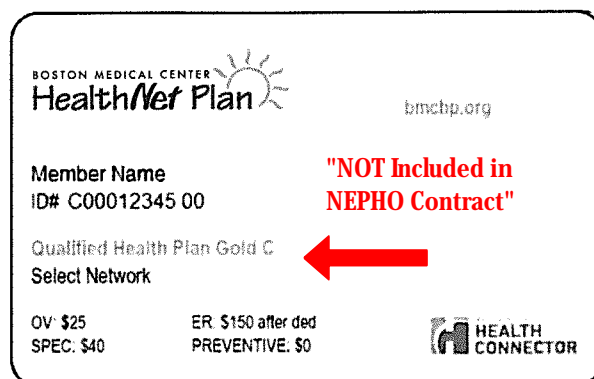 BOSTON MEDICAL CENTER
HealthNet Plan
bmchp.org
Member Name
ID# C00012345 00
"NOT Included in
NEPHO Contract"
Qualified Health Plan Gold C
Select Network
OV: $25
ER: $150 after ded
SPEC: $40
PREVENTIVE: $0
HEALTH
CONNECTOR